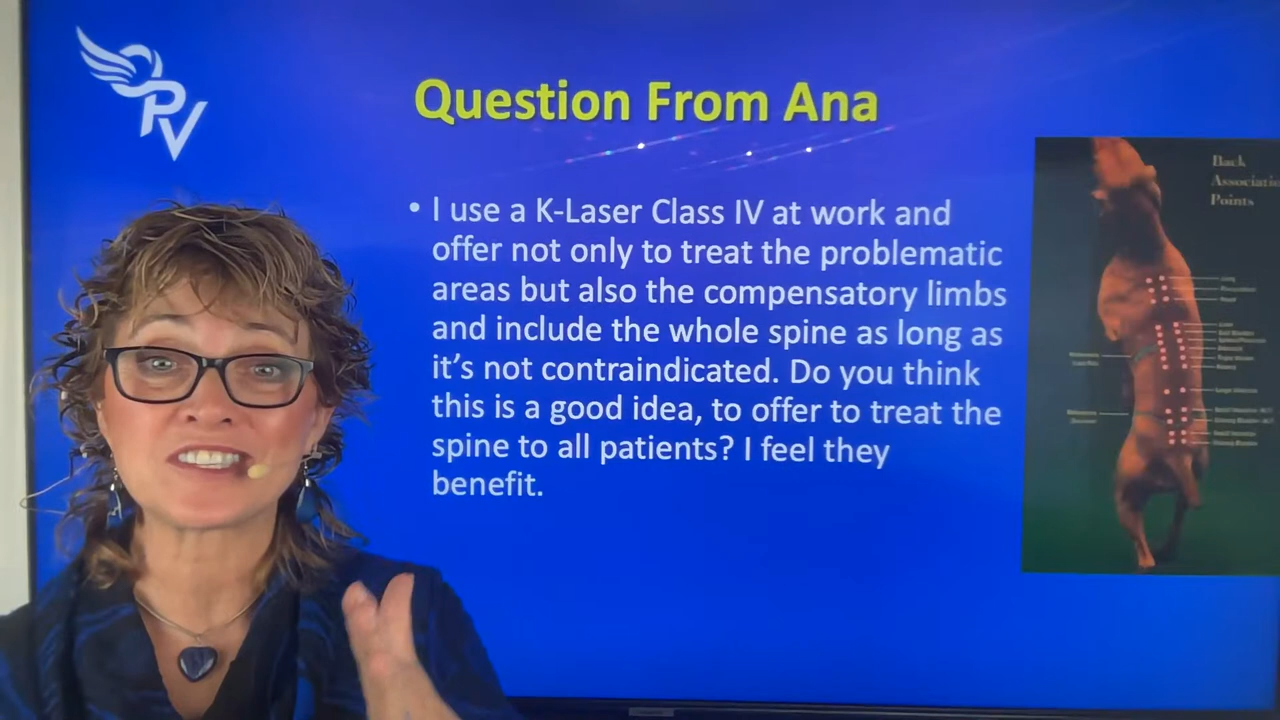 PV
Question From Ana
• I use a K-Laser Class IV at work and
offer not only to treat the problematic
areas but also the compensatory limbs
and include the whole spine as long as
it's not contraindicated. Do you think
this is a good idea, to offer to treat the
spine to all patients? I feel they
benefit.
Back
Associatio
Points